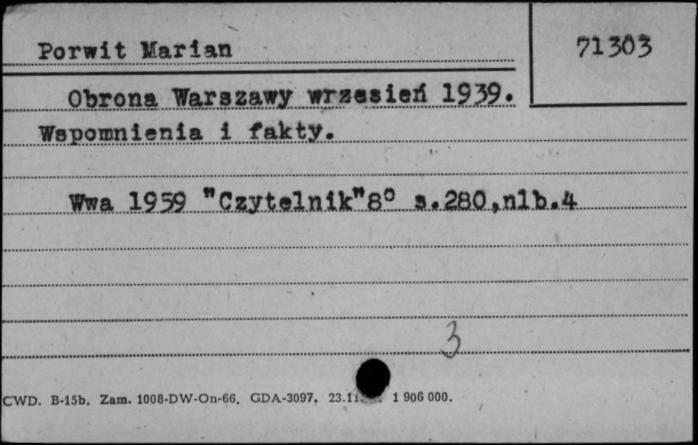 Porwit Marian
71303
Obrona Warszawy wrzesień 1939.
Wspomnienia i fakty.
Wwa 1959 "Czytelnik"8° s.280,nlb.4
3
CWD. B-15b. Zam. 1008-DW-On-66. GDA-3097. 1 906 000.